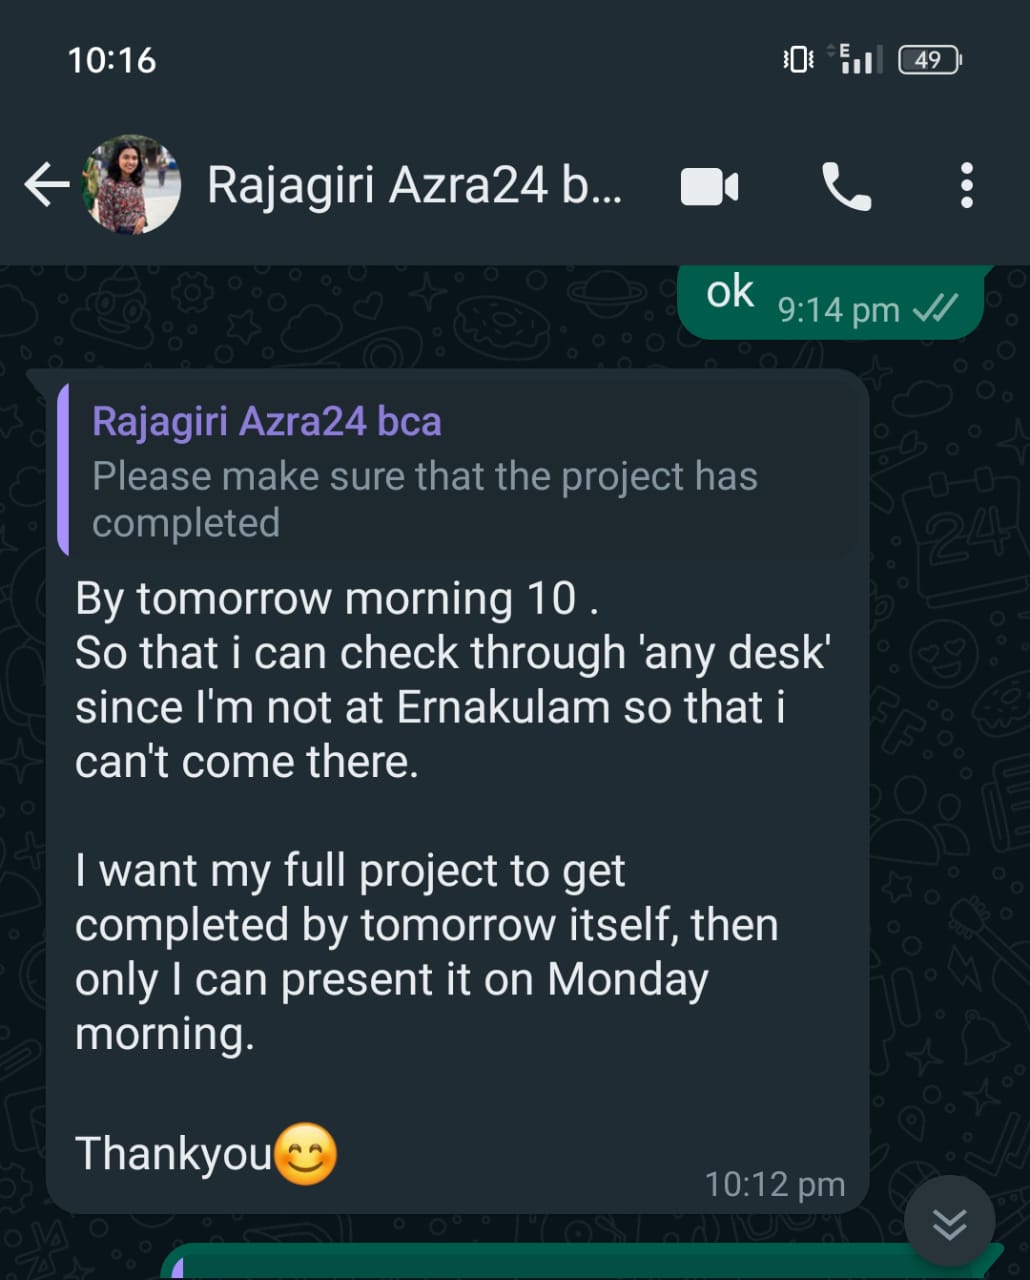 10:16
E
49
Rajagiri Azra24 b...
ok
9:14 pm
Rajagiri Azra24 bca
Please make sure that the project has
completed
By tomorrow morning 10 .
So that i can check through 'any desk'
since I'm not at Ernakulam so that i
can't come there.
I want my full project to get
completed by tomorrow itself, then
only I can present it on Monday
morning.
Thankyou😊
10:12 pm